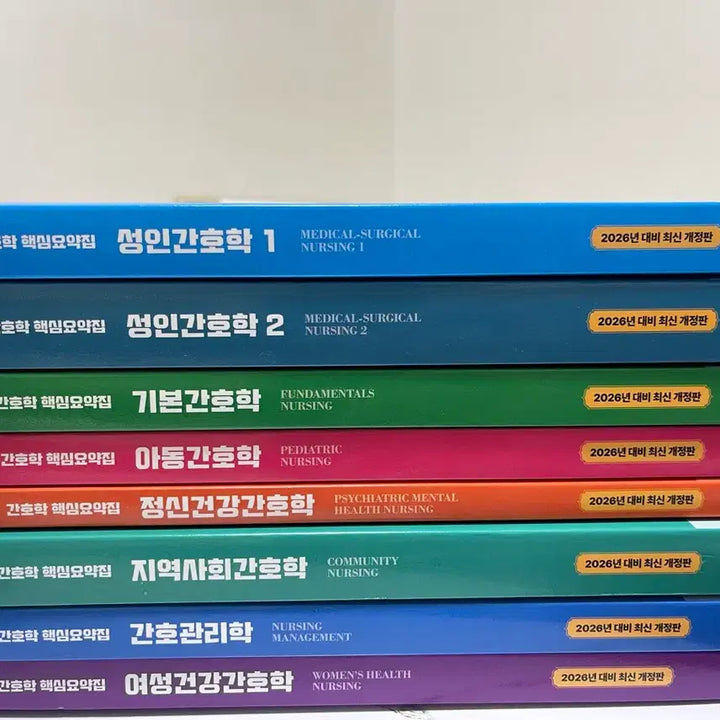 핵심요약집 성인간호학 1 MEDICAL-SURGICAL NURSING 1 2026년 대비 최신 개정판
간호학 핵심요약집 성인간호학 2 MEDICAL-SURGICAL NURSING 2 2026년 대비 최신 개정판
간호학 핵심요약집 기본간호학 FUNDAMENTALS NURSING 2026년 대비 최신 개정판
간호학 핵심요약집 아동간호학 PEDIATRIC NURSING 2026년 대비 최신 개정판
간호학 핵심요약집 정신건강간호학 PSYCHIATRIC MENTAL HEALTH NURSING 2026년 대비 최신 개정판
간호학 핵심요약집 지역사회간호학 COMMUNITY NURSING 2026년 대비 최신 개정판
간호학 핵심요약집 간호관리학 NURSING MANAGEMENT 2026년 대비 최신 개정판
간호학 핵심요약집 여성건강간호학 WOMEN'S HEALTH NURSING 2026년 대비 최신 개정판